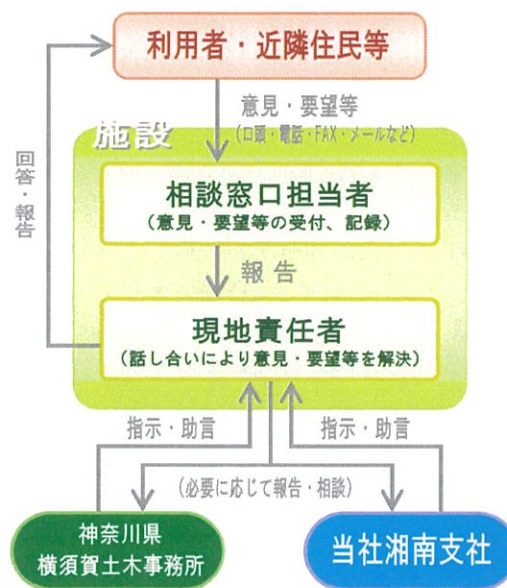 利用者・近隣住民等
意見・要望等
(口頭・電話・FAX・メールなど)
施設
回答・報告
相談窓口担当者
(意見・要望等の受付、記録)
報告
現地責任者
(話し合いにより意見・要望等を解決)
指示・助言
指示・助言
(必要に応じて報告・相談)
神奈川県
横須賀土木事務所
当社湘南支社